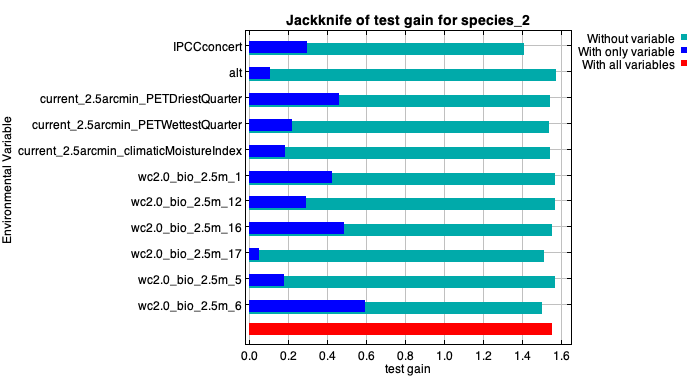 Jackknife of test gain for species_2
Without variable
With only variable
With all variables
Environmental Variable
IPCCconcert
alt
current_2.5arcmin_PETDriestQuarter
current_2.5arcmin_PETWettestQuarter
current_2.5arcmin_climaticMoistureIndex
wc2.0_bio_2.5m_1
wc2.0_bio_2.5m_12
wc2.0_bio_2.5m_16
wc2.0_bio_2.5m_17
wc2.0_bio_2.5m_5
wc2.0_bio_2.5m_6
0.0 0.2 0.4 0.6 0.8 1.0 1.2 1.4 1.6
test gain